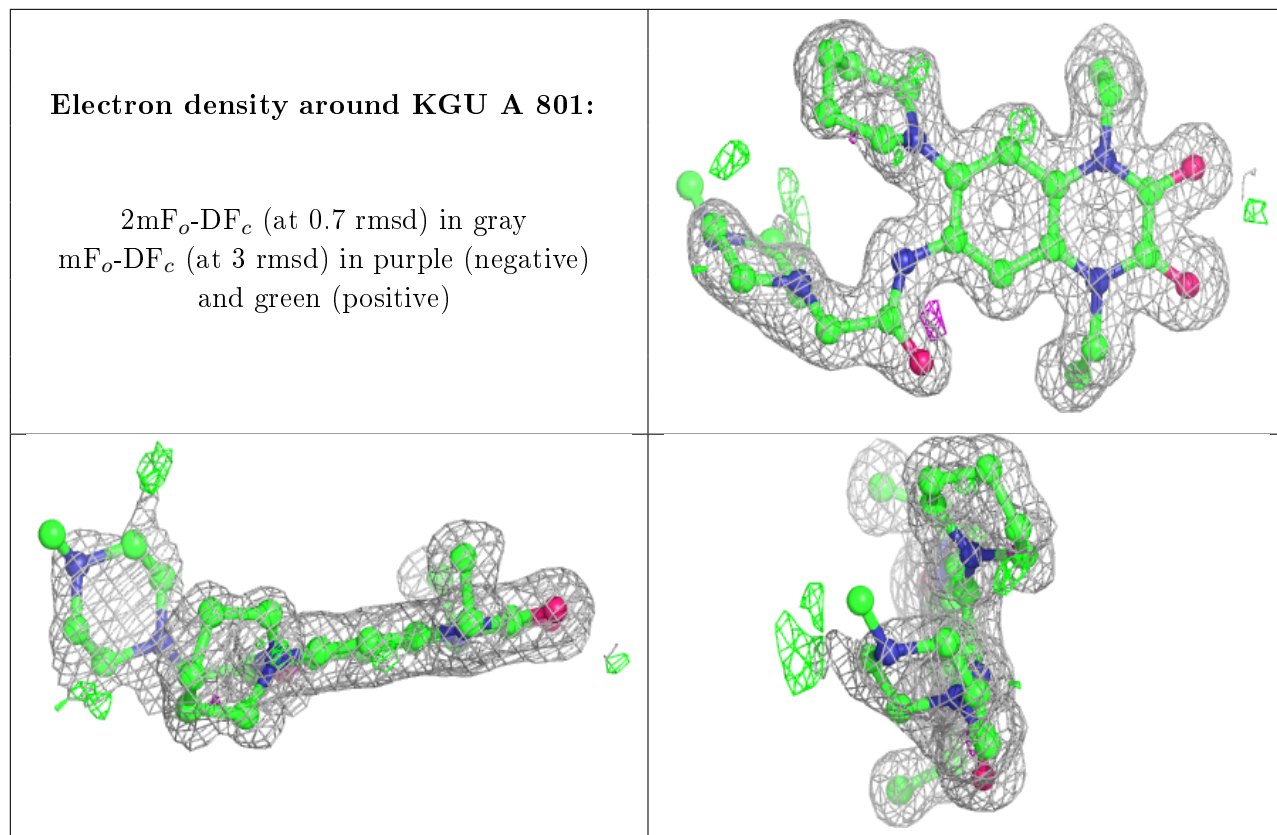 Electron density around KGU A 801:
2mFo-DFc (at 0.7 rmsd) in gray
mFo-DFc (at 3 rmsd) in purple (negative)
and green (positive)